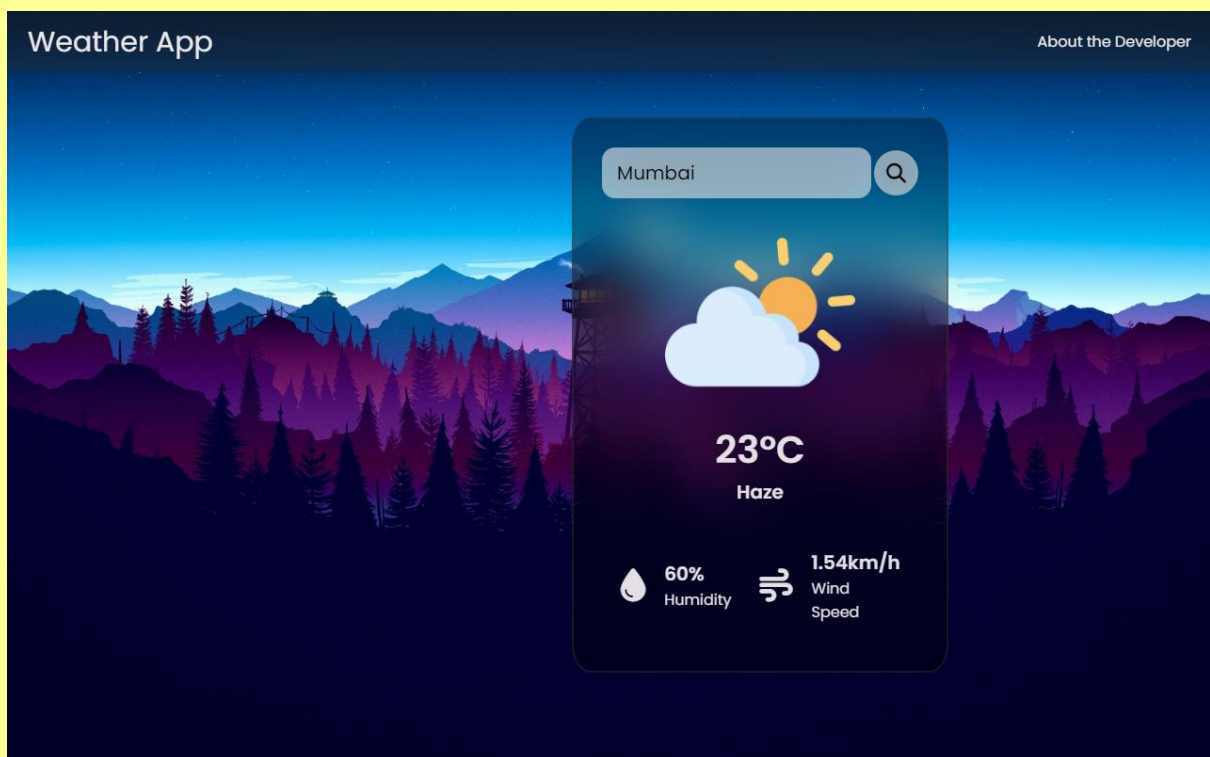 Weather App
About the Developer
Mumbai
23°C
Haze
60%
Humidity
1.54km/h
Wind
Speed